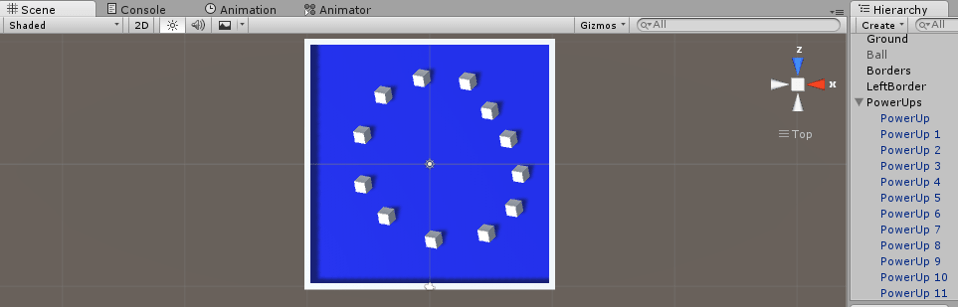 Scene Console Animation Animator Hierarchy
Shaded 2D Gizmos All Create All
Ground
Ball
Borders
LeftBorder
PowerUps
PowerUp
PowerUp 1
PowerUp 2
PowerUp 3
PowerUp 4
PowerUp 5
PowerUp 6
PowerUp 7
PowerUp 8
PowerUp 9
PowerUp 10
PowerUp 11
z
x
Top